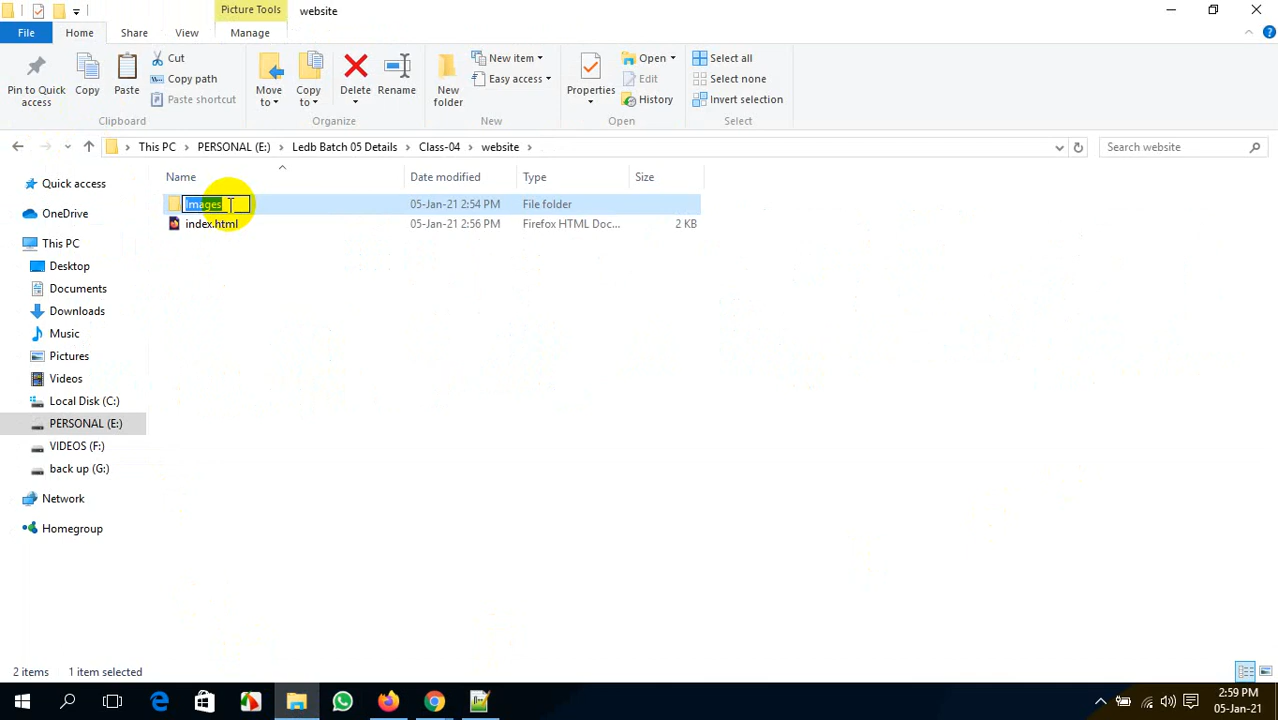 Picture Tools
website
File
Home
Share
View
Manage
Pin to Quick access
Copy
Paste
Cut
Copy path
Paste shortcut
Clipboard
Move to
Copy to
Delete
Rename
Organize
New folder
New item
Easy access
New
Properties
Open
Edit
History
Open
Select all
Select none
Invert selection
Select
This PC
PERSONAL (E:)
Ledb Batch 05 Details
Class-04
website
Search website
Name
Date modified
Type
Size
Images
05-Jan-21 2:54 PM
File folder
index.html
05-Jan-21 2:56 PM
Firefox HTML Doc...
2 KB
Quick access
OneDrive
This PC
Desktop
Documents
Downloads
Music
Pictures
Videos
Local Disk (C:)
PERSONAL (E:)
VIDEOS (F:)
back up (G:)
Network
Homegroup
2 items
1 item selected
2:59 PM
05-Jan-21